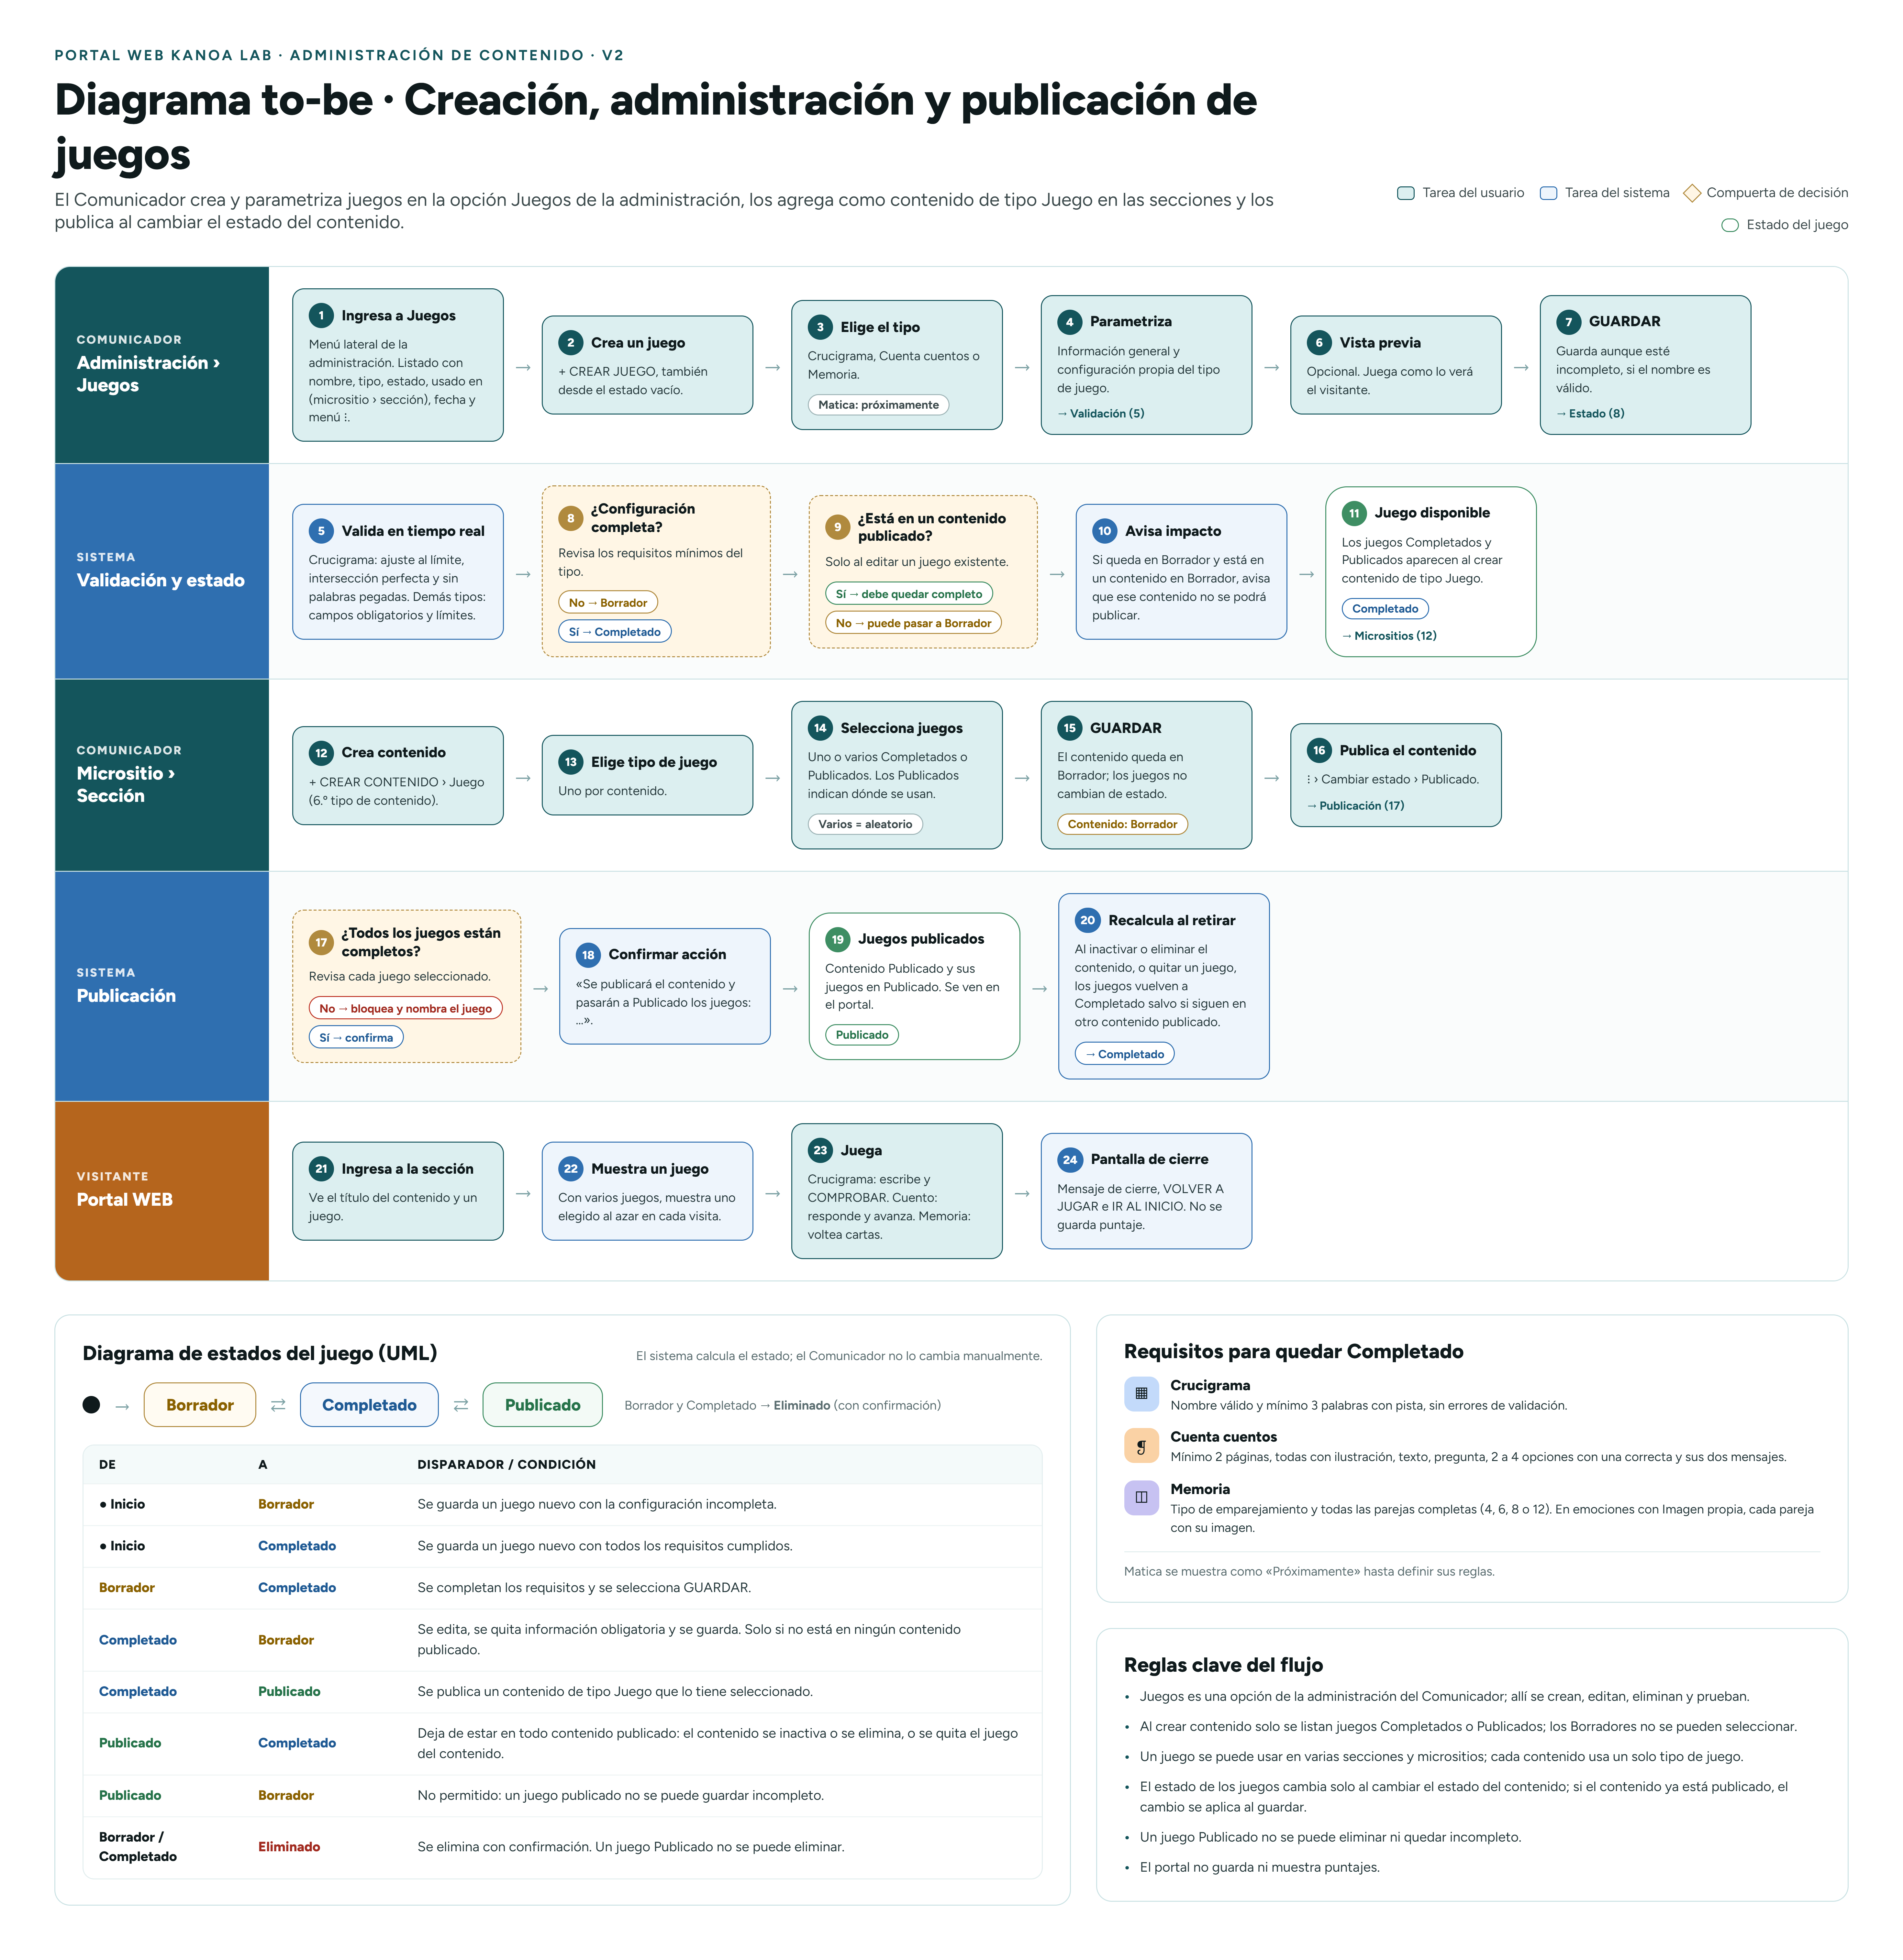 PORTAL WEB KANOA LAB · ADMINISTRACIÓN DE CONTENIDO · V2
Diagrama to-be · Creación, administración y publicación de
juegos
El Comunicador crea y parametriza juegos en la opción Juegos de la administración, los agrega como contenido de tipo Juego en las secciones y los
publica al cambiar el estado del contenido.
Tarea del usuario
Tarea del sistema
Compuerta de decisión
Estado del juego
COMUNICADOR
Administración ›
Juegos
1 Ingresa a Juegos
Menú lateral de la
administración. Listado con
nombre, tipo, estado, usado en
(micrositio › sección), fecha y
menú ⋮.
→
2 Crea un juego
+ CREAR JUEGO, también
desde el estado vacío.
→
3 Elige el tipo
Crucigrama, Cuenta cuentos o
Memoria.
Matica: próximamente
→
4 Parametriza
Información general y
configuración propia del tipo
de juego.
→ Validación (5)
→
6 Vista previa
Opcional. Juega como lo verá
el visitante.
→
7 GUARDAR
Guarda aunque esté
incompleto, si el nombre es
válido.
→ Estado (8)
SISTEMA
Validación y estado
5 Valida en tiempo real
Crucigrama: ajuste al límite,
intersección perfecta y sin
palabras pegadas. Demás tipos:
campos obligatorios y límites.
→
8 ¿Configuración
completa?
Revisa los requisitos mínimos del
tipo.
No → Borrador
Sí → Completado
→
9 ¿Está en un contenido
publicado?
Solo al editar un juego existente.
Sí → debe quedar completo
No → puede pasar a Borrador
→
10 Avisa impacto
Si queda en Borrador y está en
un contenido en Borrador, avisa
que ese contenido no se podrá
publicar.
→
11 Juego disponible
Los juegos Completados y
Publicados aparecen al crear
contenido de tipo Juego.
Completado
→ Micrositios (12)
COMUNICADOR
Micrositio ›
Sección
12 Crea contenido
+ CREAR CONTENIDO › Juego
(6.º tipo de contenido).
→
13 Elige tipo de juego
Uno por contenido.
→
14 Selecciona juegos
Uno o varios Completados o
Publicados. Los Publicados
indican dónde se usan.
Varios = aleatorio
→
15 GUARDAR
El contenido queda en
Borrador; los juegos no
cambian de estado.
Contenido: Borrador
→
16 Publica el contenido
⋮ › Cambiar estado › Publicado.
→ Publicación (17)
SISTEMA
Publicación
17 ¿Todos los juegos están
completos?
Revisa cada juego seleccionado.
No → bloquea y nombra el juego
Sí → confirma
→
18 Confirmar acción
«Se publicará el contenido y
pasarán a Publicado los juegos:
…».
→
19 Juegos publicados
Contenido Publicado y sus
juegos en Publicado. Se ven en
el portal.
Publicado
→
20 Recalcula al retirar
Al inactivar o eliminar el
contenido, o quitar un juego,
los juegos vuelven a
Completado salvo si siguen en
otro contenido publicado.
→ Completado
VISITANTE
Portal WEB
21 Ingresa a la sección
Ve el título del contenido y un
juego.
→
22 Muestra un juego
Con varios juegos, muestra uno
elegido al azar en cada visita.
→
23 Juega
Crucigrama: escribe y
COMPROBAR. Cuento:
responde y avanza. Memoria:
voltea cartas.
→
24 Pantalla de cierre
Mensaje de cierre, VOLVER A
JUGAR e IR AL INICIO. No se
guarda puntaje.
Diagrama de estados del juego (UML)
El sistema calcula el estado; el Comunicador no lo cambia manualmente.
→ Borrador ⇄ Completado ⇄ Publicado
Borrador y Completado → Eliminado (con confirmación)
DE A DISPARADOR / CONDICIÓN
● Inicio Borrador Se guarda un juego nuevo con la configuración incompleta.
● Inicio Completado Se guarda un juego nuevo con todos los requisitos cumplidos.
Borrador Completado Se completan los requisitos y se selecciona GUARDAR.
Completado Borrador Se edita, se quita información obligatoria y se guarda. Solo si no está en ningún contenido
publicado.
Completado Publicado Se publica un contenido de tipo Juego que lo tiene seleccionado.
Publicado Completado Deja de estar en todo contenido publicado: el contenido se inactiva o se elimina, o se quita el juego
del contenido.
Publicado Borrador No permitido: un juego publicado no se puede guardar incompleto.
Borrador /
Completado Eliminado Se elimina con confirmación. Un juego Publicado no se puede eliminar.
Requisitos para quedar Completado
Crucigrama
Nombre válido y mínimo 3 palabras con pista, sin errores de validación.
Cuenta cuentos
Mínimo 2 páginas, todas con ilustración, texto, pregunta, 2 a 4 opciones con una correcta y sus dos mensajes.
Memoria
Tipo de emparejamiento y todas las parejas completas (4, 6, 8 o 12). En emociones con Imagen propia, cada pareja
con su imagen.
Matica se muestra como «Próximamente» hasta definir sus reglas.
Reglas clave del flujo
• Juegos es una opción de la administración del Comunicador; allí se crean, editan, eliminan y prueban.
• Al crear contenido solo se listan juegos Completados o Publicados; los Borradores no se pueden seleccionar.
• Un juego se puede usar en varias secciones y micrositios; cada contenido usa un solo tipo de juego.
• El estado de los juegos cambia solo al cambiar el estado del contenido; si el contenido ya está publicado, el
cambio se aplica al guardar.
• Un juego Publicado no se puede eliminar ni quedar incompleto.
• El portal no guarda ni muestra puntajes.